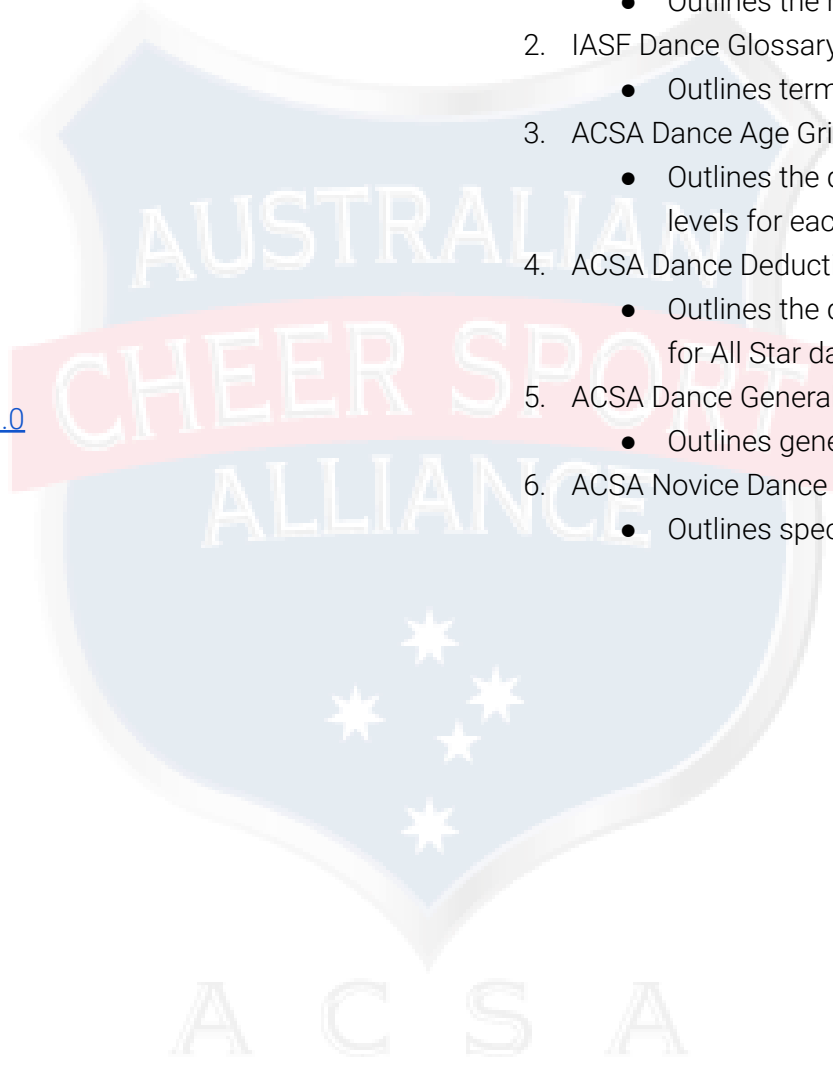 2. IASF Dance Glossary
● Outlines term
3. ACSA Dance Age Gri
● Outlines the
levels for eac
4. ACSA Dance Deduct
● Outlines the
for All Star da
.0
5. ACSA Dance Genera
● Outlines gene
6. ACSA Novice Dance
● Outlines spec
AUSTRALIAN
CHEER SPORT
ALLIANCE
A C S A